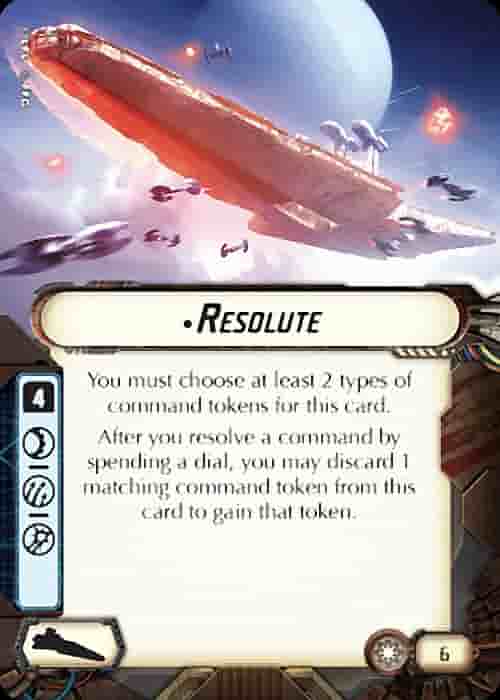 •RESOLUTE
You must choose at least 2 types of
command tokens for this card.
After you resolve a command by
spending a dial, you may discard 1
matching command token from this
card to gain that token.
4
6